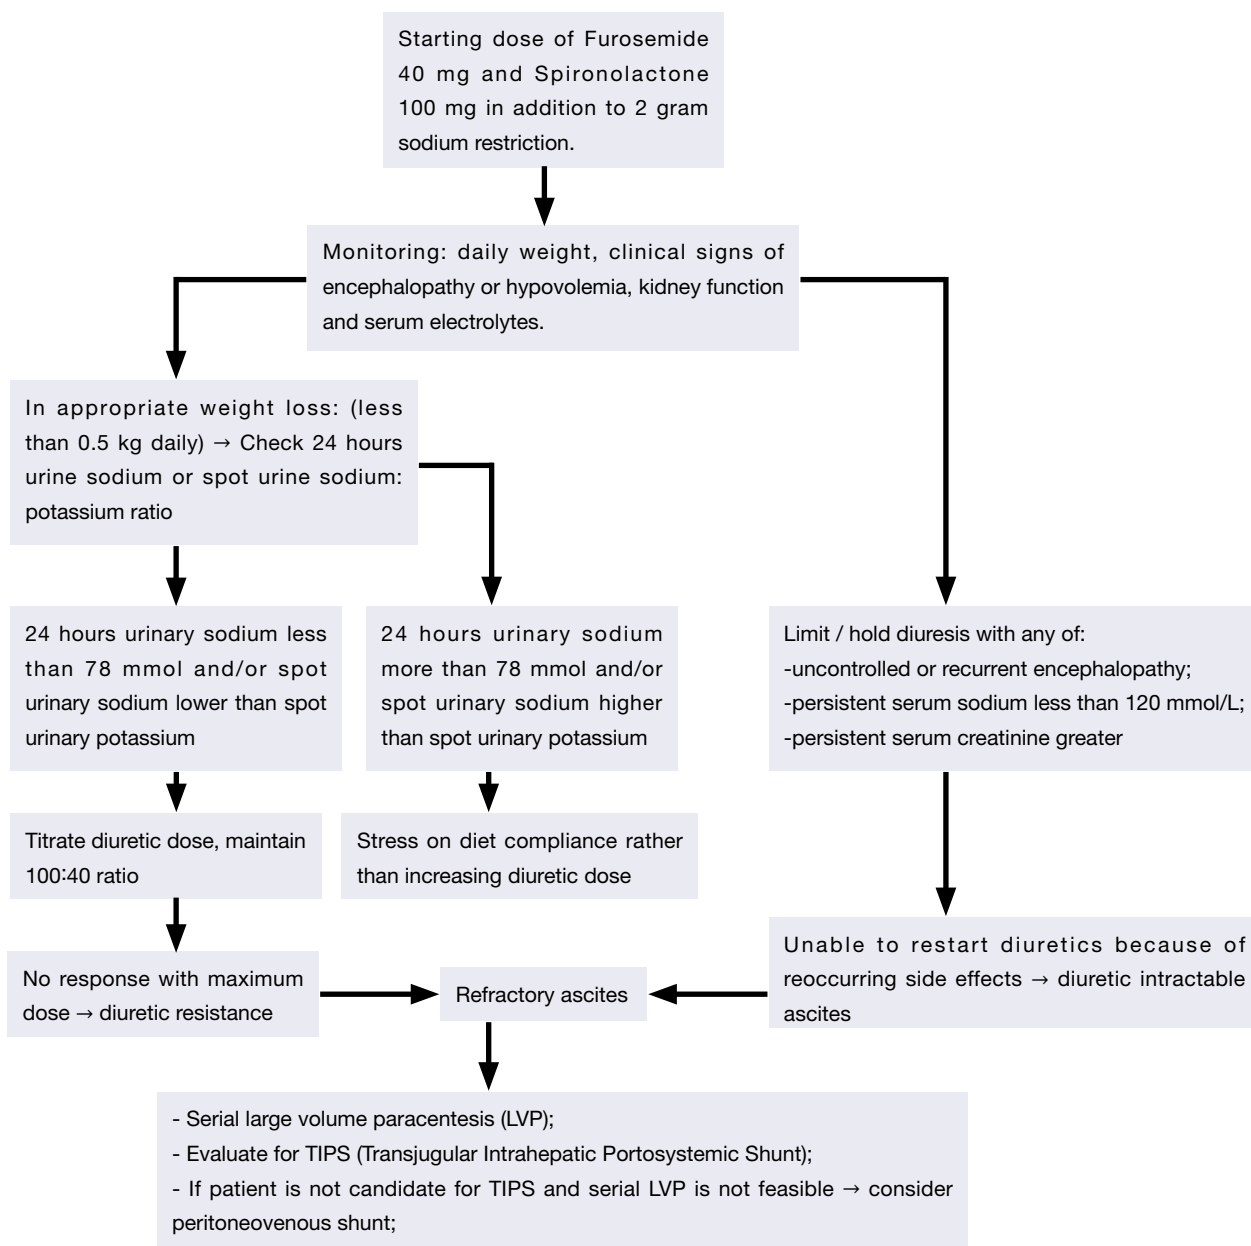 Starting dose of Furosemide
40 mg and Spironolactone
100 mg in addition to 2 gram
sodium restriction.
Monitoring: daily weight, clinical signs of
encephalopathy or hypovolemia, kidney function
and serum electrolytes.
In appropriate weight loss: (less
than 0.5 kg daily) → Check 24 hours
urine sodium or spot urine sodium:
potassium ratio
24 hours urinary sodium less
than 78 mmol and/or spot
urinary sodium lower than spot
urinary potassium
24 hours urinary sodium
more than 78 mmol and/or
spot urinary sodium higher
than spot urinary potassium
Limit / hold diuresis with any of:
-uncontrolled or recurrent encephalopathy;
-persistent serum sodium less than 120 mmol/L;
-persistent serum creatinine greater
Titrate diuretic dose, maintain
100:40 ratio
Stress on diet compliance rather
than increasing diuretic dose
No response with maximum
dose → diuretic resistance
Refractory ascites
Unable to restart diuretics because of
reoccurring side effects → diuretic intractable
ascites
- Serial large volume paracentesis (LVP);
- Evaluate for TIPS (Transjugular Intrahepatic Portosystemic Shunt);
- If patient is not candidate for TIPS and serial LVP is not feasible → consider
peritoneovenous shunt;